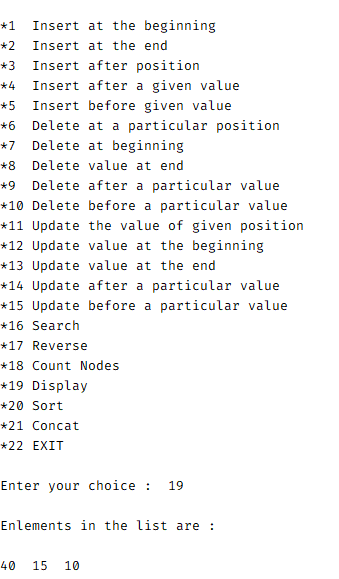 *1  Insert at the beginning
*2  Insert at the end
*3  Insert after position
*4  Insert after a given value
*5  Insert before given value
*6  Delete at a particular position
*7  Delete at beginning
*8  Delete value at end
*9  Delete after a particular value
*10 Delete before a particular value
*11 Update the value of given position
*12 Update value at the beginning
*13 Update value at the end
*14 Update after a particular value
*15 Update before a particular value
*16 Search
*17 Reverse
*18 Count Nodes
*19 Display
*20 Sort
*21 Concat
*22 EXIT
Enter your choice :  19
Enlements in the list are :
40  15  10